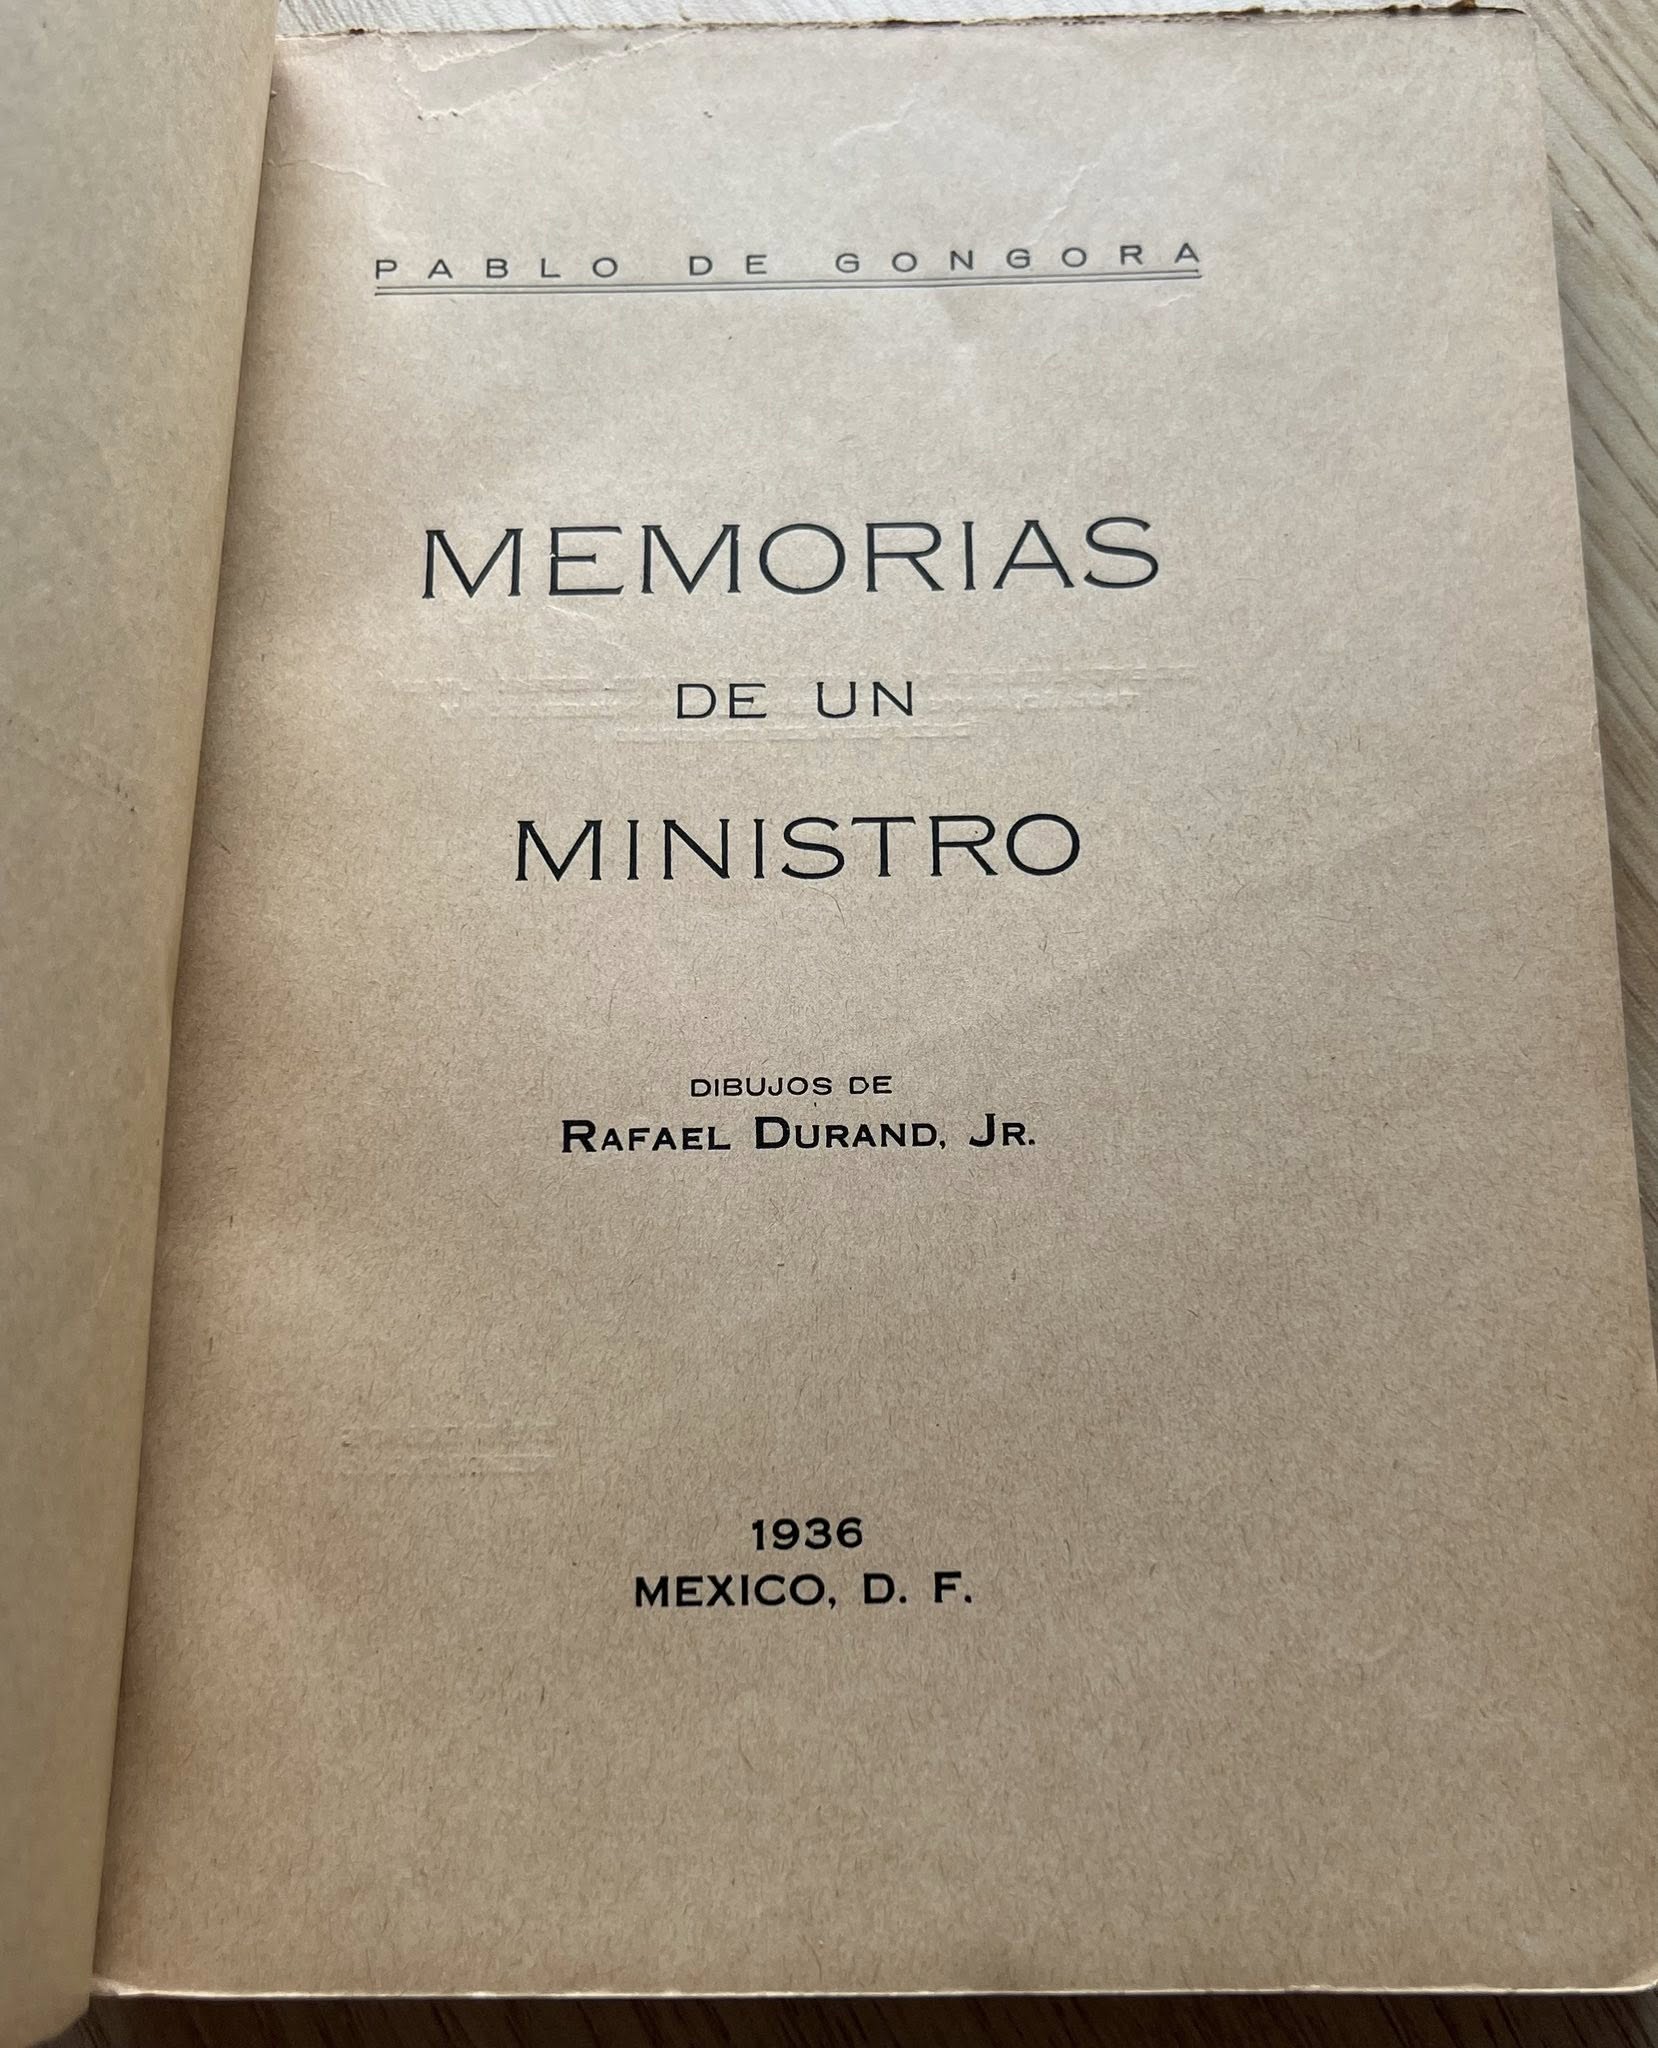 PABLO DE GONGORA
MEMORIAS
DE UN
MINISTRO
DIBUJOS DE
RAFAEL DURAND, JR.
1936
MEXICO, D. F.